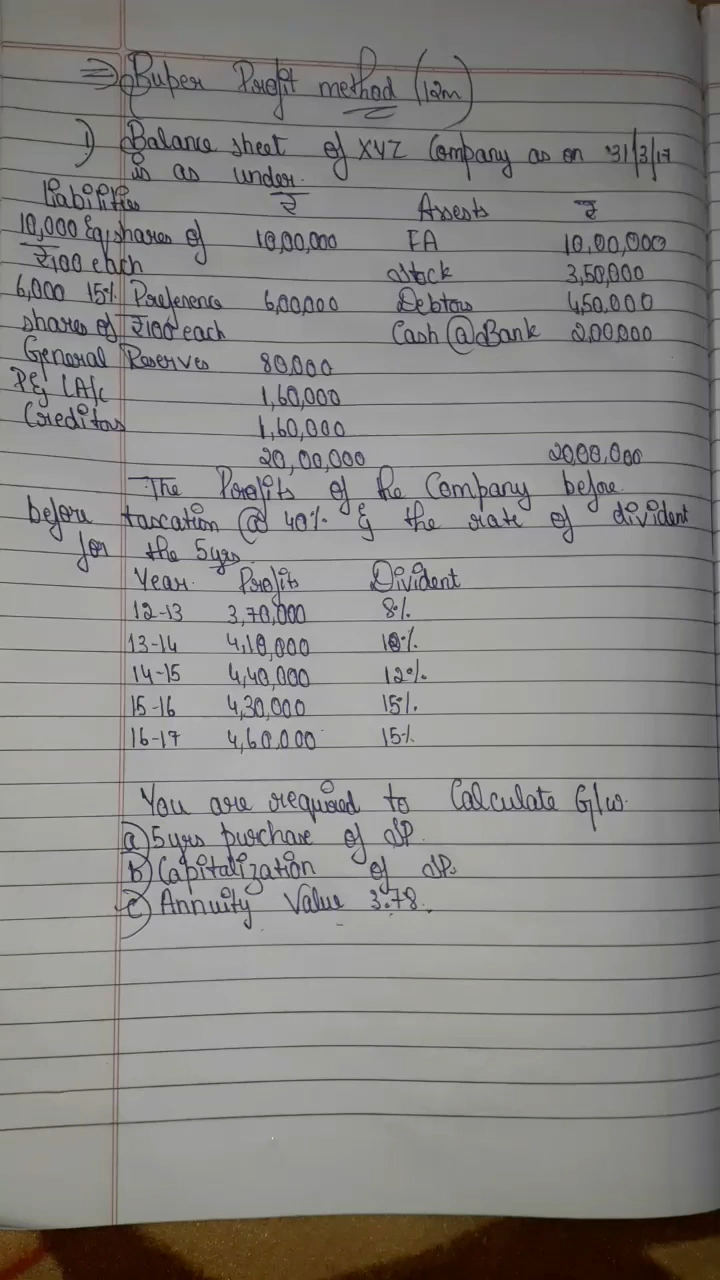 => Super Profit method (12m)
1) Balance sheet of XYZ Company as on 31/3/17
is as under.
Liabilities ₹ Assests ₹
10,000 Eq, shares of 10,00,000 FA 10,00,000
₹100 each Stock 3,50,000
6,000 15% Preference 6,00,000 Debtors 4,50,000
shares of ₹100 each Cash @ Bank 2,00,000
General Reserves 80,000
P & L A/c 1,60,000
Creditors 1,60,000
20,00,000 20,00,000
The Profits of the Company before
before taxcation @ 40% & the rate of divident
for the 5yrs
Year. Profits Divident
12-13 3,70,000 8%
13-14 4,10,000 10%
14-15 4,40,000 12%
15-16 4,30,000 15%
16-17 4,60,000 15%
You are required to Calculate G/w.
a) 5yrs purchase of SP.
b) Capitalization of SP.
c) Annuity Value 3.78.